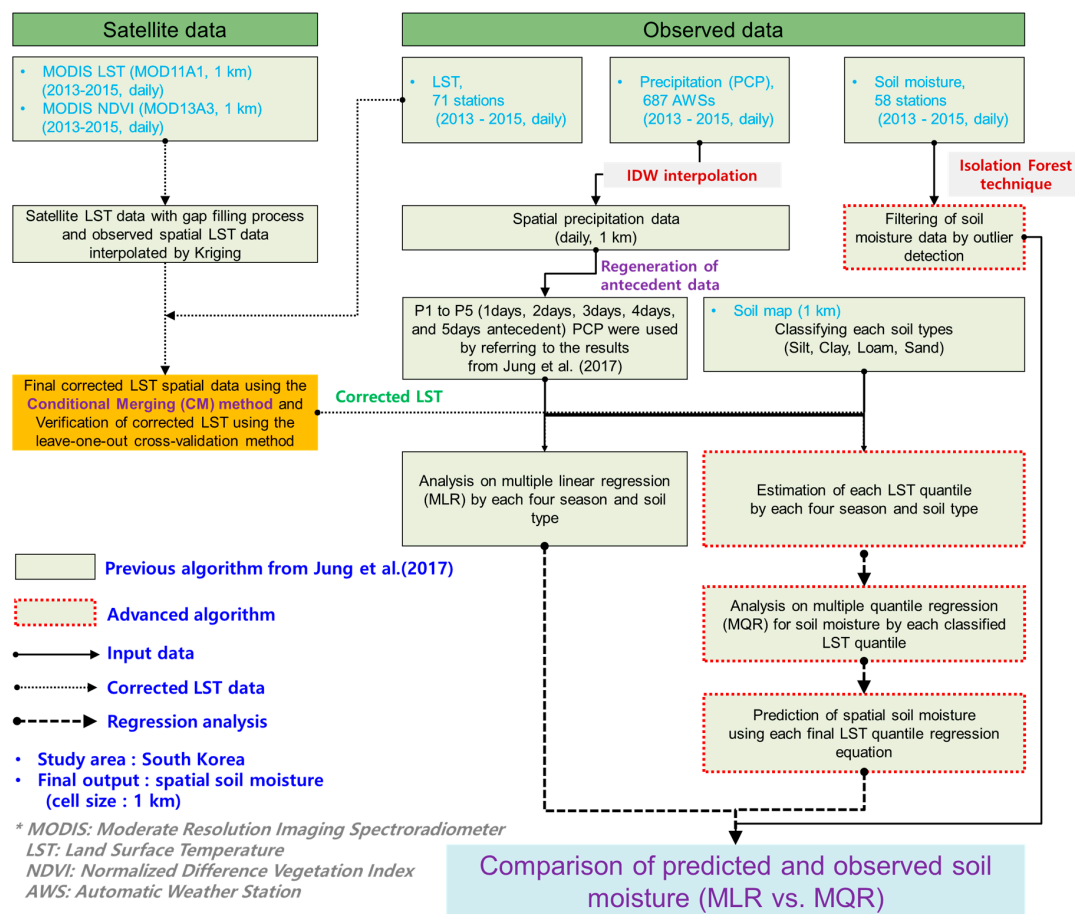 Satellite data
Observed data
• MODIS LST (MOD11A1, 1 km)
(2013-2015, daily)
• MODIS NDVI (MOD13A3, 1 km)
(2013-2015, daily)
• LST,
71 stations
(2013 - 2015, daily)
• Precipitation (PCP),
687 AWSs
(2013 - 2015, daily)
• Soil moisture,
58 stations
(2013 - 2015, daily)
IDW interpolation
Isolation Forest
technique
Satellite LST data with gap filling process
and observed spatial LST data
interpolated by Kriging
Spatial precipitation data
(daily, 1 km)
Filtering of soil
moisture data by outlier
detection
Regeneration of
antecedent data
P1 to P5 (1days, 2days, 3days, 4days,
and 5days antecedent) PCP were used
by referring to the results
from Jung et al. (2017)
• Soil map (1 km)
Classifying each soil types
(Silt, Clay, Loam, Sand)
Final corrected LST spatial data using the
Conditional Merging (CM) method and
Verification of corrected LST using the
leave-one-out cross-validation method
Corrected LST
Analysis on multiple linear regression
(MLR) by each four season and soil
type
Estimation of each LST quantile
by each four season and soil type
Previous algorithm from Jung et al.(2017)
Advanced algorithm
Input data
Corrected LST data
Regression analysis
Analysis on multiple quantile regression
(MQR) for soil moisture by each classified
LST quantile
Prediction of spatial soil moisture
using each final LST quantile regression
equation
• Study area : South Korea
• Final output : spatial soil moisture
(cell size : 1 km)
* MODIS: Moderate Resolution Imaging Spectroradiometer
LST: Land Surface Temperature
NDVI: Normalized Difference Vegetation Index
AWS: Automatic Weather Station
Comparison of predicted and observed soil
moisture (MLR vs. MQR)